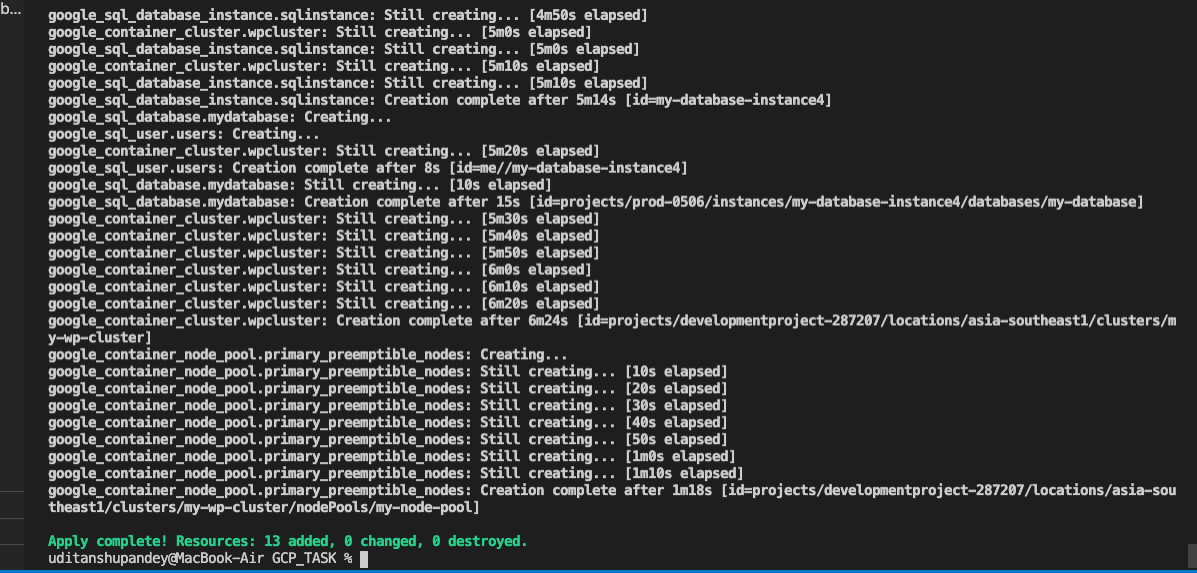 b...
google_sql_database_instance.sqlinstance: Still creating... [4m50s elapsed]
google_container_cluster.wpcluster: Still creating... [5m0s elapsed]
google_sql_database_instance.sqlinstance: Still creating... [5m0s elapsed]
google_container_cluster.wpcluster: Still creating... [5m10s elapsed]
google_sql_database_instance.sqlinstance: Still creating... [5m10s elapsed]
google_sql_database_instance.sqlinstance: Creation complete after 5m14s [id=my-database-instance4]
google_sql_database.mydatabase: Creating...
google_sql_user.users: Creating...
google_container_cluster.wpcluster: Still creating... [5m20s elapsed]
google_sql_user.users: Creation complete after 8s [id=me//my-database-instance4]
google_sql_database.mydatabase: Still creating... [10s elapsed]
google_sql_database.mydatabase: Creation complete after 15s [id=projects/prod-0506/instances/my-database-instance4/databases/my-database]
google_container_cluster.wpcluster: Still creating... [5m30s elapsed]
google_container_cluster.wpcluster: Still creating... [5m40s elapsed]
google_container_cluster.wpcluster: Still creating... [5m50s elapsed]
google_container_cluster.wpcluster: Still creating... [6m0s elapsed]
google_container_cluster.wpcluster: Still creating... [6m10s elapsed]
google_container_cluster.wpcluster: Still creating... [6m20s elapsed]
google_container_cluster.wpcluster: Creation complete after 6m24s [id=projects/developmentproject-287207/locations/asia-southeast1/clusters/m
y-wp-cluster]
google_container_node_pool.primary_preemptible_nodes: Creating...
google_container_node_pool.primary_preemptible_nodes: Still creating... [10s elapsed]
google_container_node_pool.primary_preemptible_nodes: Still creating... [20s elapsed]
google_container_node_pool.primary_preemptible_nodes: Still creating... [30s elapsed]
google_container_node_pool.primary_preemptible_nodes: Still creating... [40s elapsed]
google_container_node_pool.primary_preemptible_nodes: Still creating... [50s elapsed]
google_container_node_pool.primary_preemptible_nodes: Still creating... [1m0s elapsed]
google_container_node_pool.primary_preemptible_nodes: Still creating... [1m10s elapsed]
google_container_node_pool.primary_preemptible_nodes: Creation complete after 1m18s [id=projects/developmentproject-287207/locations/asia-sou
theast1/clusters/my-wp-cluster/nodePools/my-node-pool]
Apply complete! Resources: 13 added, 0 changed, 0 destroyed.
uditanshupandey@MacBook-Air GCP_TASK %